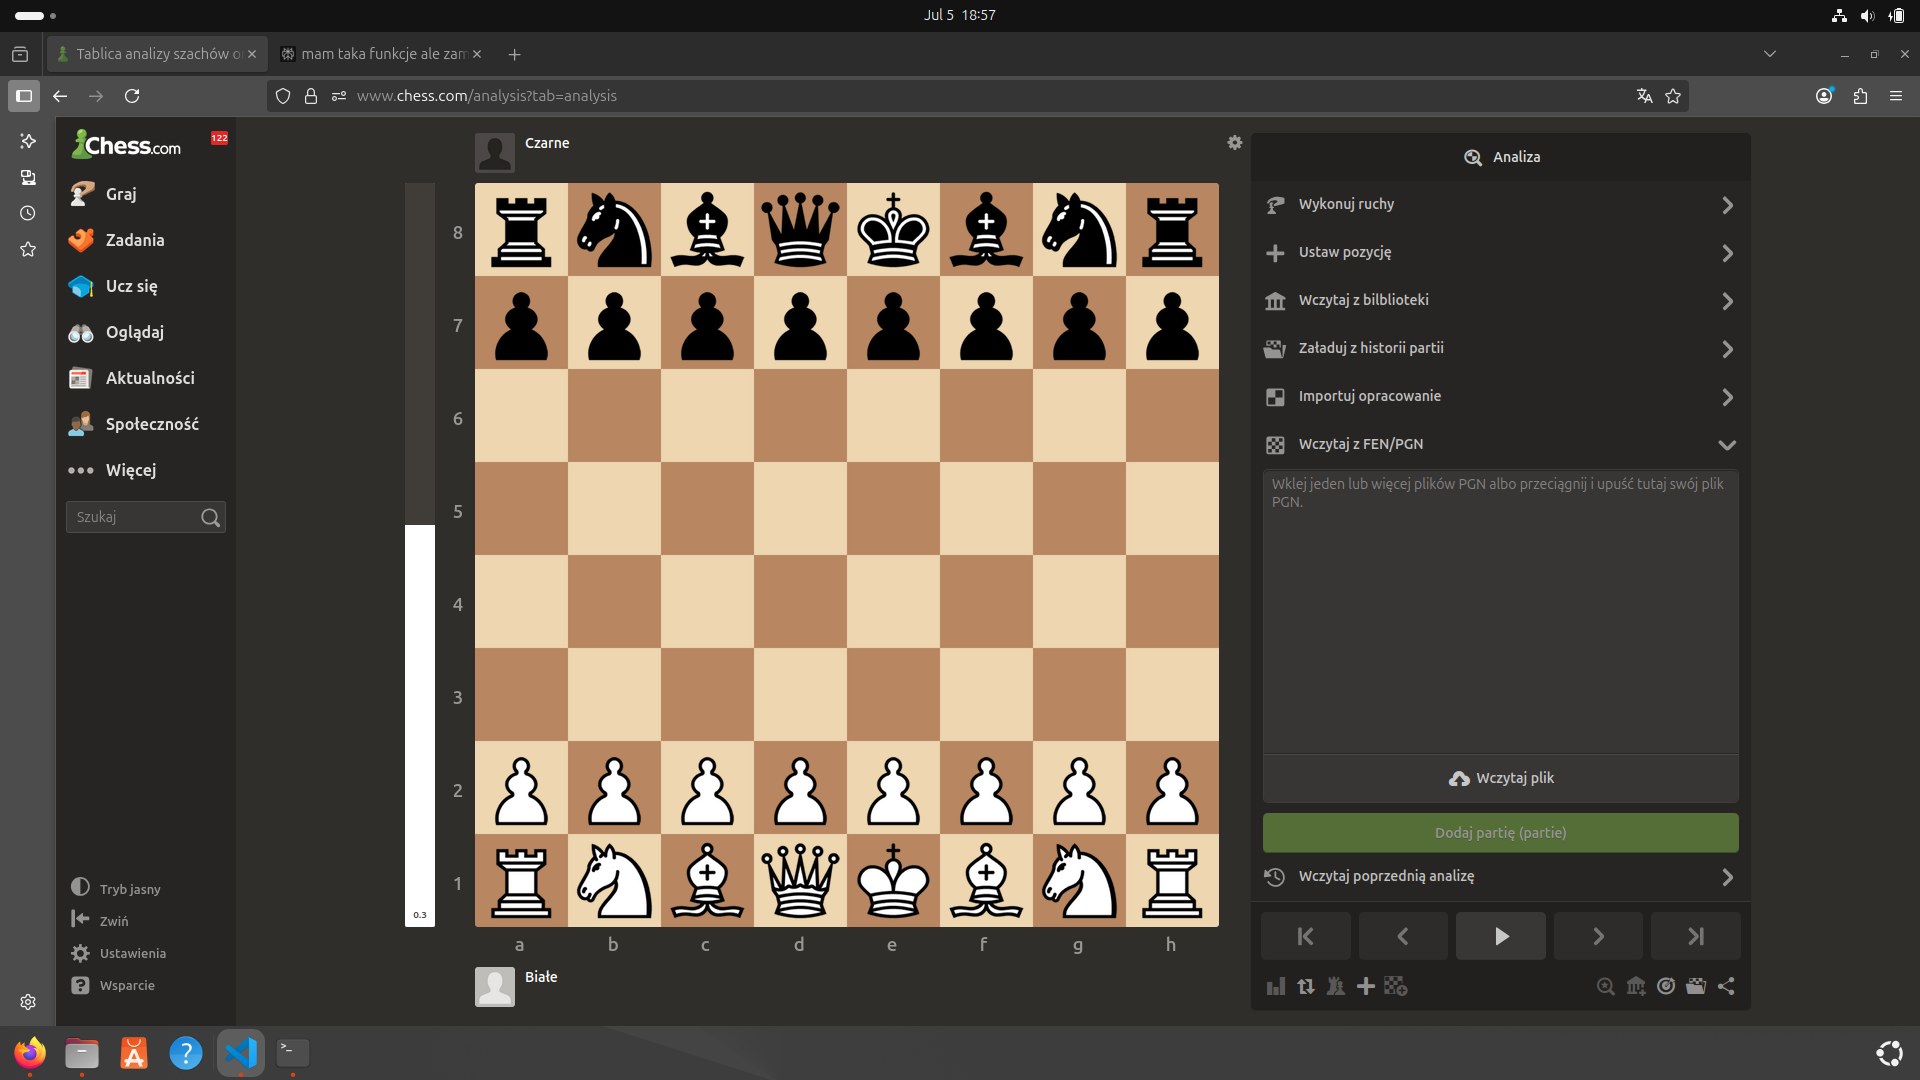 Jul 5 18:57
Tablica analizy szachów o
mam taka funkcje ale zam
www.chess.com/analysis?tab=analysis
Chess.com
122
Graj
Zadania
Ucz się
Oglądaj
Aktualności
Społeczność
Więcej
Szukaj
Tryb jasny
Zwiń
Ustawienia
Wsparcie
Czarne
8
7
6
5
4
3
2
1
0.3
a b c d e f g h
Białe
Analiza
Wykonuj ruchy
Ustaw pozycję
Wczytaj z bilblioteki
Załaduj z historii partii
Importuj opracowanie
Wczytaj z FEN/PGN
Wklej jeden lub więcej plików PGN albo przeciągnij i upuść tutaj swój plik
PGN.
Wczytaj plik
Dodaj partię (partie)
Wczytaj poprzednią analizę